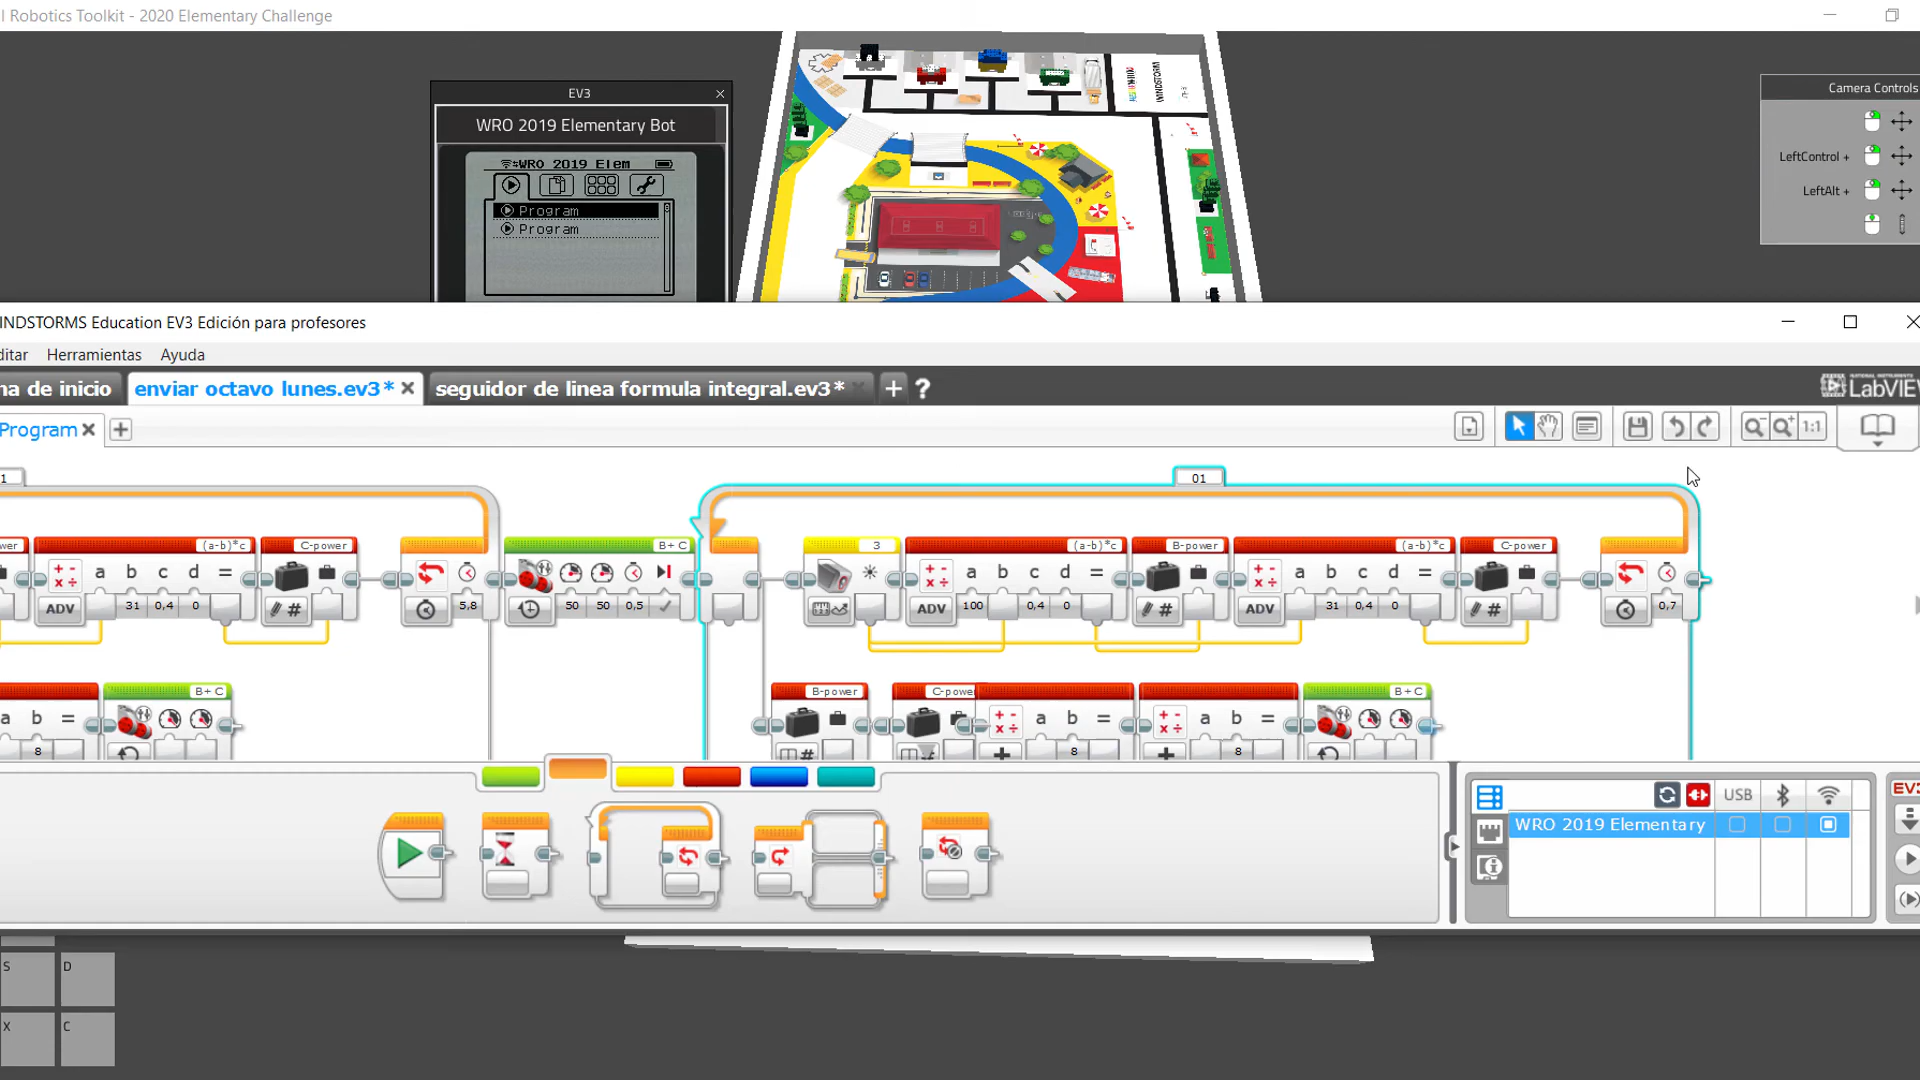 l Robotics Toolkit - 2020 Elementary Challenge
EV3
WRO 2019 Elementary Bot
WRO 2019 Elem
Program
Program
MINDSTORMS
Camera Controls
LeftControl +
LeftAlt +
INDSTORMS Education EV3 Edición para profesores
ditar Herramientas Ayuda
na de inicio enviar octavo lunes.ev3* seguidor de linea formula integral.ev3* + ?
LabVIE
Program
1:1
1 01
wer (a-b)*c C-power B+ C 3 (a-b)*c B-power (a-b)*c C-power
a b c d = a b c d = a b c d =
ADV 31 0,4 0 # 5,8 50 50 0,5 ADV 100 0,4 0 # ADV 31 0,4 0 # 0,7
B+C B-power C-power B+C
a b = # a b = a b =
8 8 8
USB
EV3
WRO 2019 Elementary
S D
X C